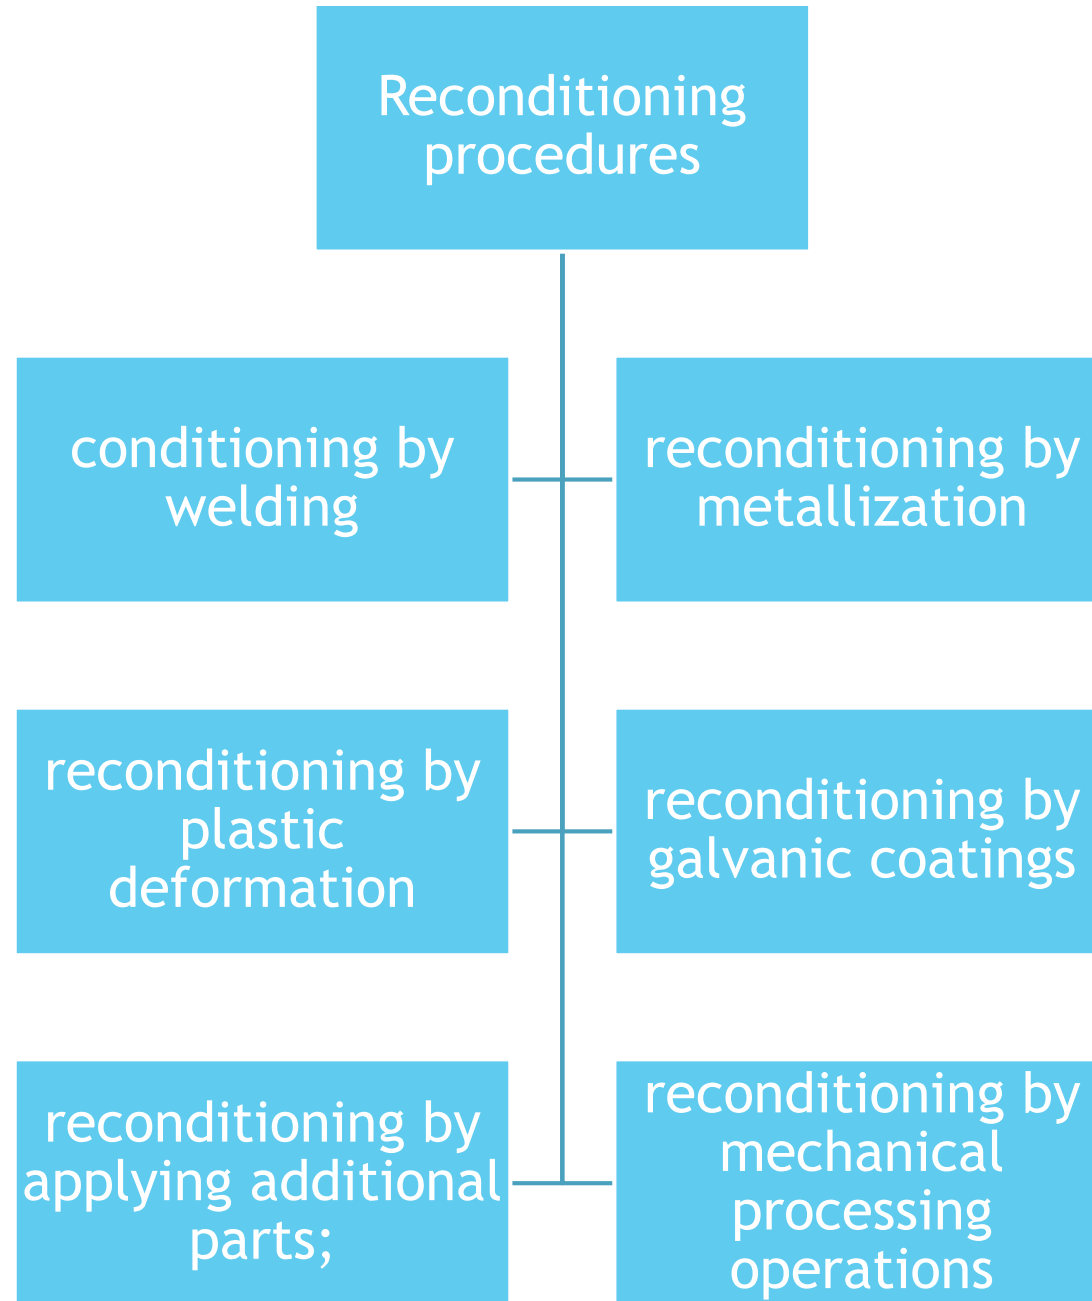 Reconditioning
procedures
conditioning by
welding
reconditioning by
metallization
reconditioning by
plastic
deformation
reconditioning by
galvanic coatings
reconditioning by
applying additional
parts;
reconditioning by
mechanical
processing
operations